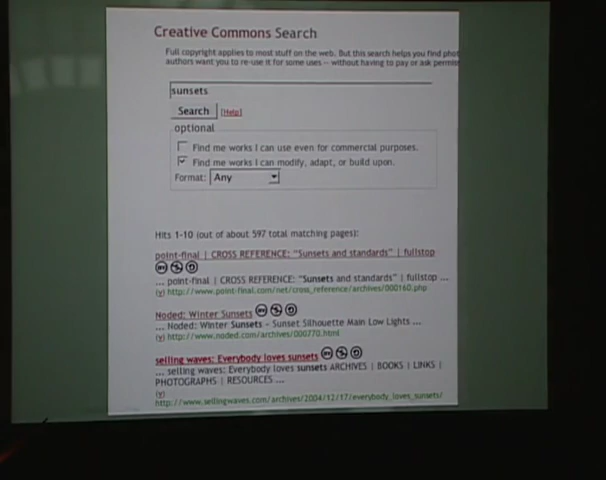 Creative Commons Search
Full copyright applies to most stuff on the web. But this search helps you find
authors want you to re-use it for some uses -- without having to pay or ask
sunsets
Search [Help]
optional
Find me works I can use even for commercial purposes.
Find me works I can modify, adapt, or build upon.
Format: Any
Hits 1-10 (out of about 597 total matching pages):
point-final | CROSS REFERENCE: "Sunsets and standards" | fullstop
... point-final | CROSS REFERENCE: "Sunsets and standards" | fullstop ...
(y) http://www.point-final.com/net/cross_reference/archives/000160.php
Noded: Winter Sunsets
... Noded: Winter Sunsets - Sunset Silhouette Main Low Lights ...
(y) http://www.noded.com/archives/000770.html
selling waves: Everybody loves sunsets
... selling waves: Everybody loves sunsets ARCHIVES | BOOKS | LINKS |
PHOTOGRAPHS | RESOURCES ...
(y)
http://www.sellingwaves.com/archives/2004/12/17/everybody_loves_sunsets/